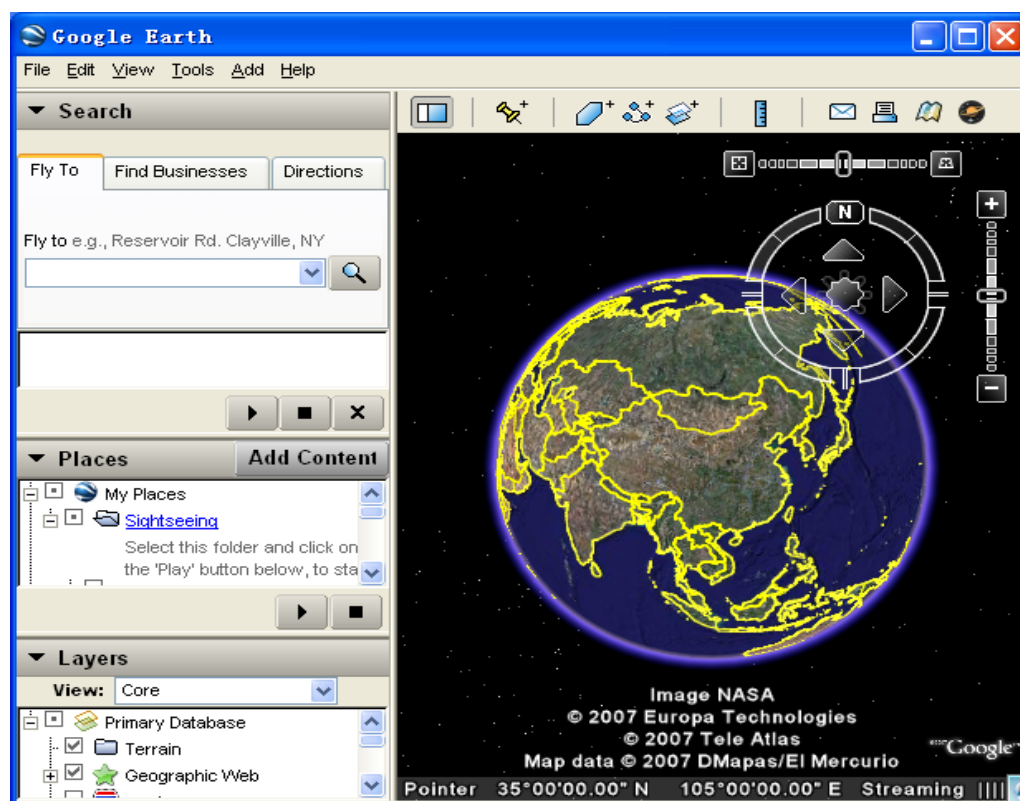 Google Earth
File Edit View Tools Add Help
Search
Fly To Find Businesses Directions
Fly to e.g., Reservoir Rd. Clayville, NY
Places Add Content
My Places
Sightseeing
Select this folder and click on
the 'Play' button below, to sta
Layers
View: Core
Primary Database
Terrain
Geographic Web
N
Image NASA
© 2007 Europa Technologies
© 2007 Tele Atlas
Map data © 2007 DMapas/El Mercurio
Google
Pointer 35°00'00.00" N 105°00'00.00" E Streaming ||||